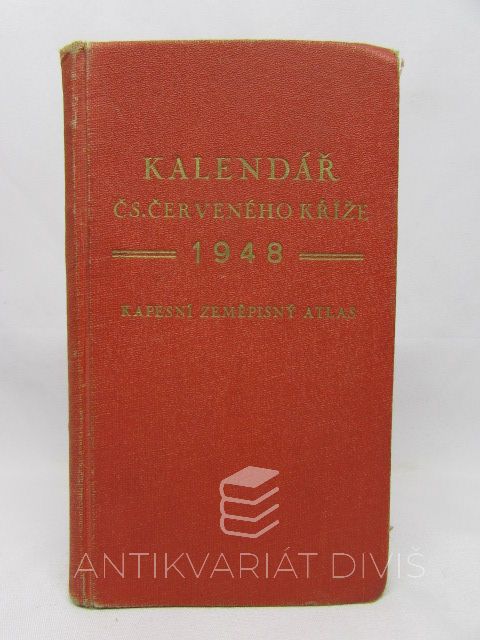 KALENDÁŘ
ČS. ČERVENÉHO KŘÍŽE
1948
KAPESNÍ ZEMĚPISNÝ ATLAS
ANTIKVARIÁT DIVIŠ